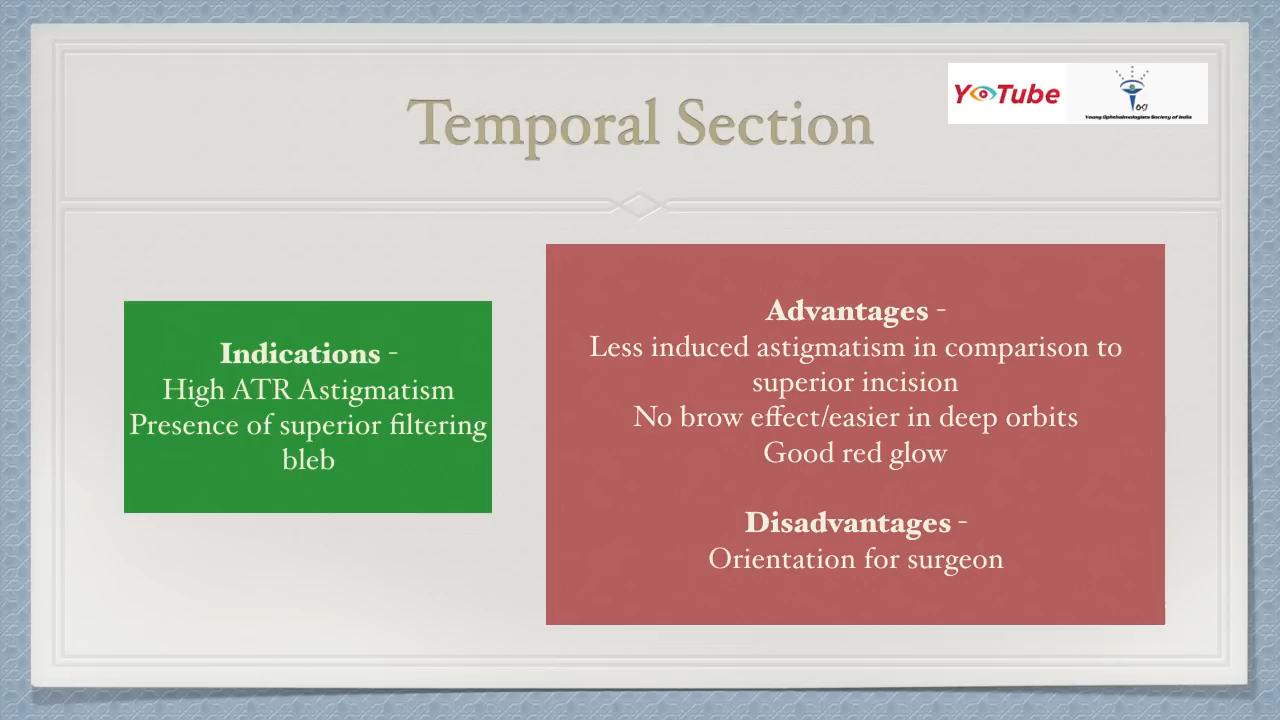 Temporal Section
YoTube
YOSI
Young Ophthalmologists Society of India
Indications -
High ATR Astigmatism
Presence of superior filtering
bleb
Advantages -
Less induced astigmatism in comparison to
superior incision
No brow effect/easier in deep orbits
Good red glow
Disadvantages -
Orientation for surgeon